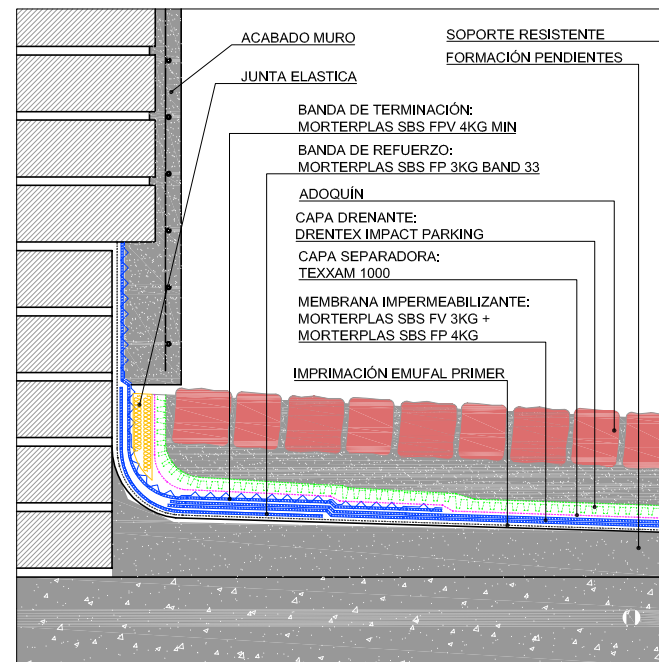 ACABADO MURO
SOPORTE RESISTENTE
FORMACIÓN PENDIENTES
JUNTA ELASTICA
BANDA DE TERMINACIÓN:
MORTERPLAS SBS FPV 4KG MIN
BANDA DE REFUERZO:
MORTERPLAS SBS FP 3KG BAND 33
ADOQUÍN
CAPA DRENANTE:
DRENTEX IMPACT PARKING
CAPA SEPARADORA:
TEXXAM 1000
MEMBRANA IMPERMEABILIZANTE:
MORTERPLAS SBS FV 3KG +
MORTERPLAS SBS FP 4KG
IMPRIMACIÓN EMUFAL PRIMER